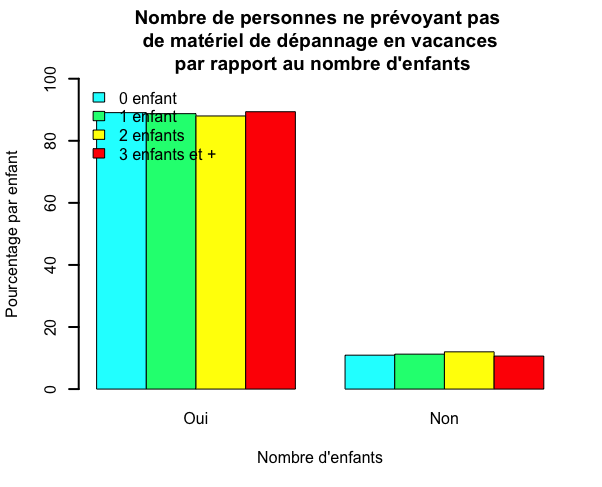 Nombre de personnes ne prévoyant pas
de matériel de dépannage en vacances
par rapport au nombre d'enfants
Pourcentage par enfant
100
80
60
40
20
0
0 enfant
1 enfant
2 enfants
3 enfants et +
Oui
Non
Nombre d'enfants